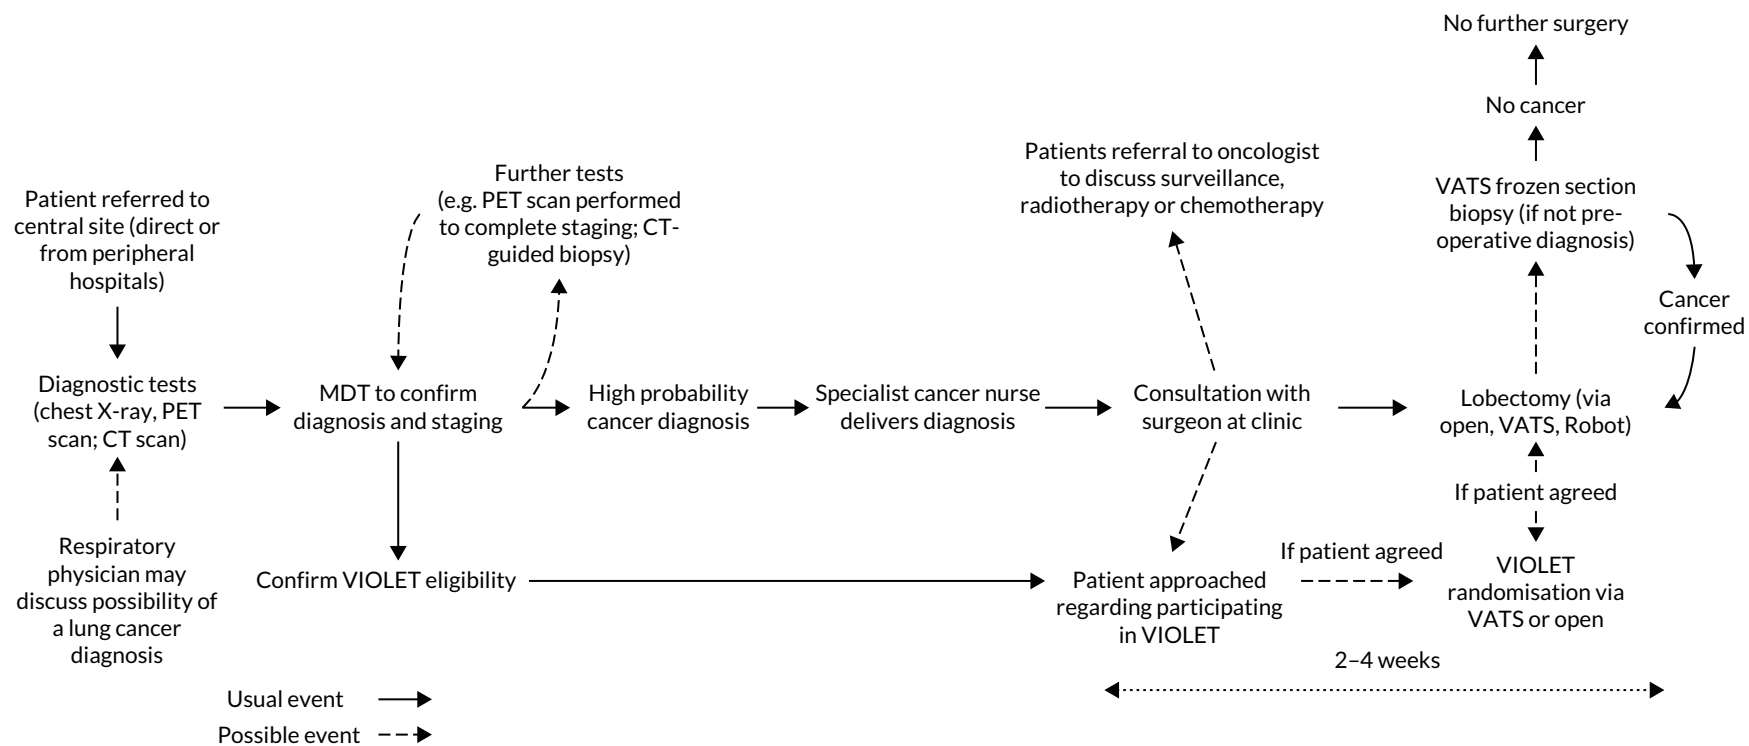 No further surgery
No cancer
Patients referral to oncologist
to discuss surveillance,
radiotherapy or chemotherapy
Further tests
(e.g. PET scan performed
to complete staging; CT-
guided biopsy)
VATS frozen section
biopsy (if not pre-
operative diagnosis)
Patient referred to
central site (direct or
from peripheral
hospitals)
Cancer
confirmed
Diagnostic tests
(chest X-ray, PET
scan; CT scan)
MDT to confirm
diagnosis and staging
High probability
cancer diagnosis
Specialist cancer nurse
delivers diagnosis
Consultation with
surgeon at clinic
Lobectomy (via
open, VATS, Robot)
If patient agreed
Respiratory
physician may
discuss possibility of
a lung cancer
diagnosis
Confirm VIOLET eligibility
Patient approached
regarding participating
in VIOLET
If patient agreed
VIOLET
randomisation via
VATS or open
2–4 weeks
Usual event
Possible event